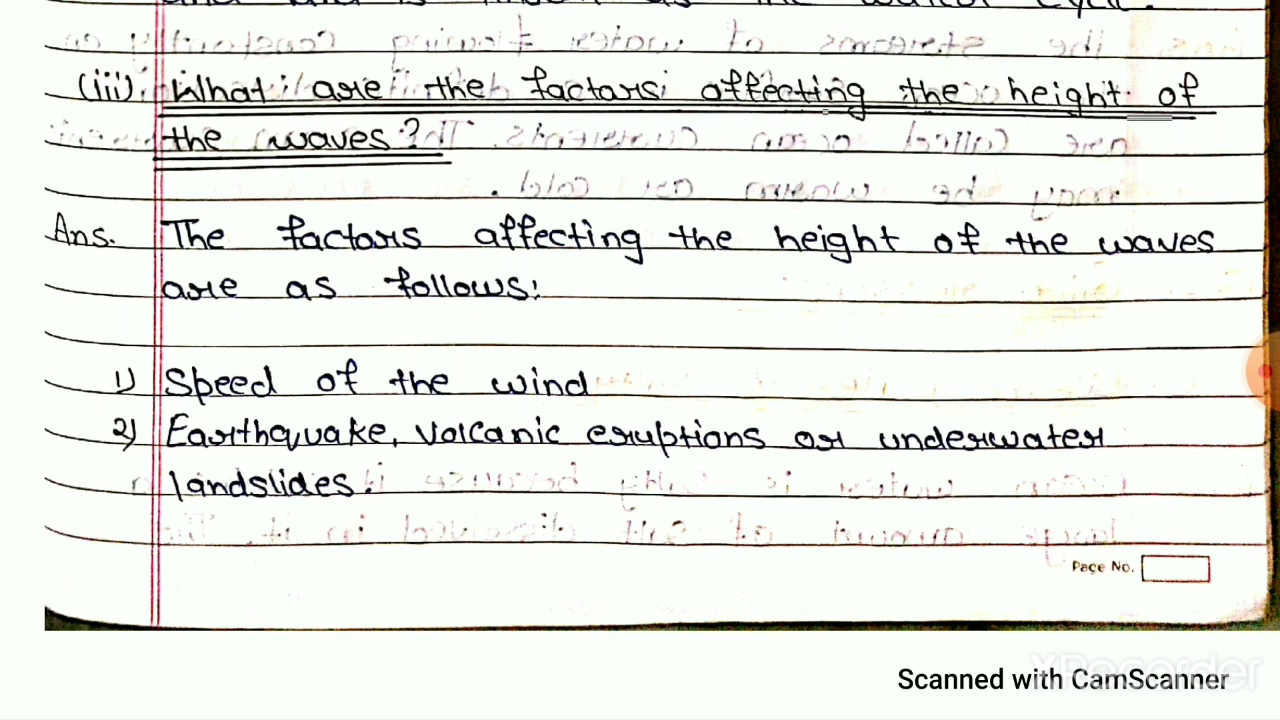 (iii) What are the factors affecting the height of
the waves?
Ans. The factors affecting the height of the waves
are as follows:
1) Speed of the wind
2) Earthquake, volcanic eruptions or underwater
landslides.
Page No.
Scanned with CamScanner
XRecorder